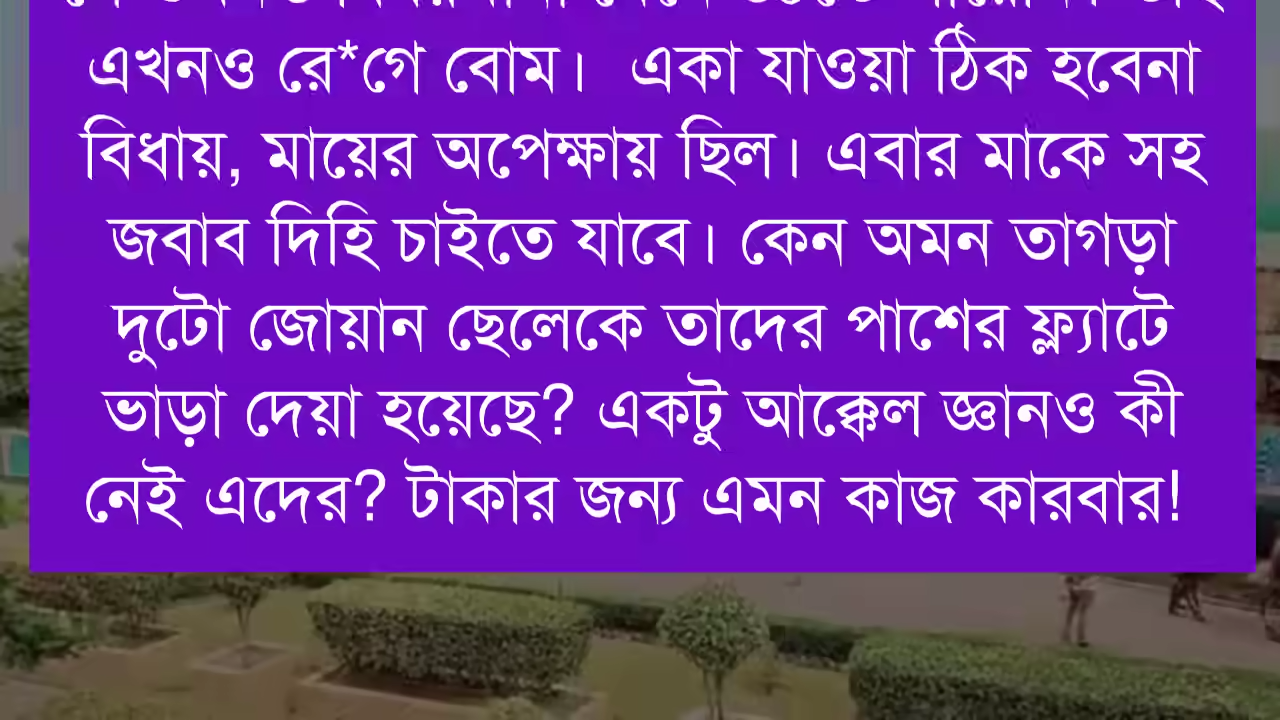 এখনও রে*গে বোম। একা যাওয়া ঠিক হবেনা
বিধায়, মায়ের অপেক্ষায় ছিল। এবার মাকে সহ
জবাব দিহি চাইতে যাবে। কেন অমন তাগড়া
দুটো জোয়ান ছেলেকে তাদের পাশের ফ্ল্যাটে
ভাড়া দেয়া হয়েছে? একটু আক্কেল জ্ঞানও কী
নেই এদের? টাকার জন্য এমন কাজ কারবার!